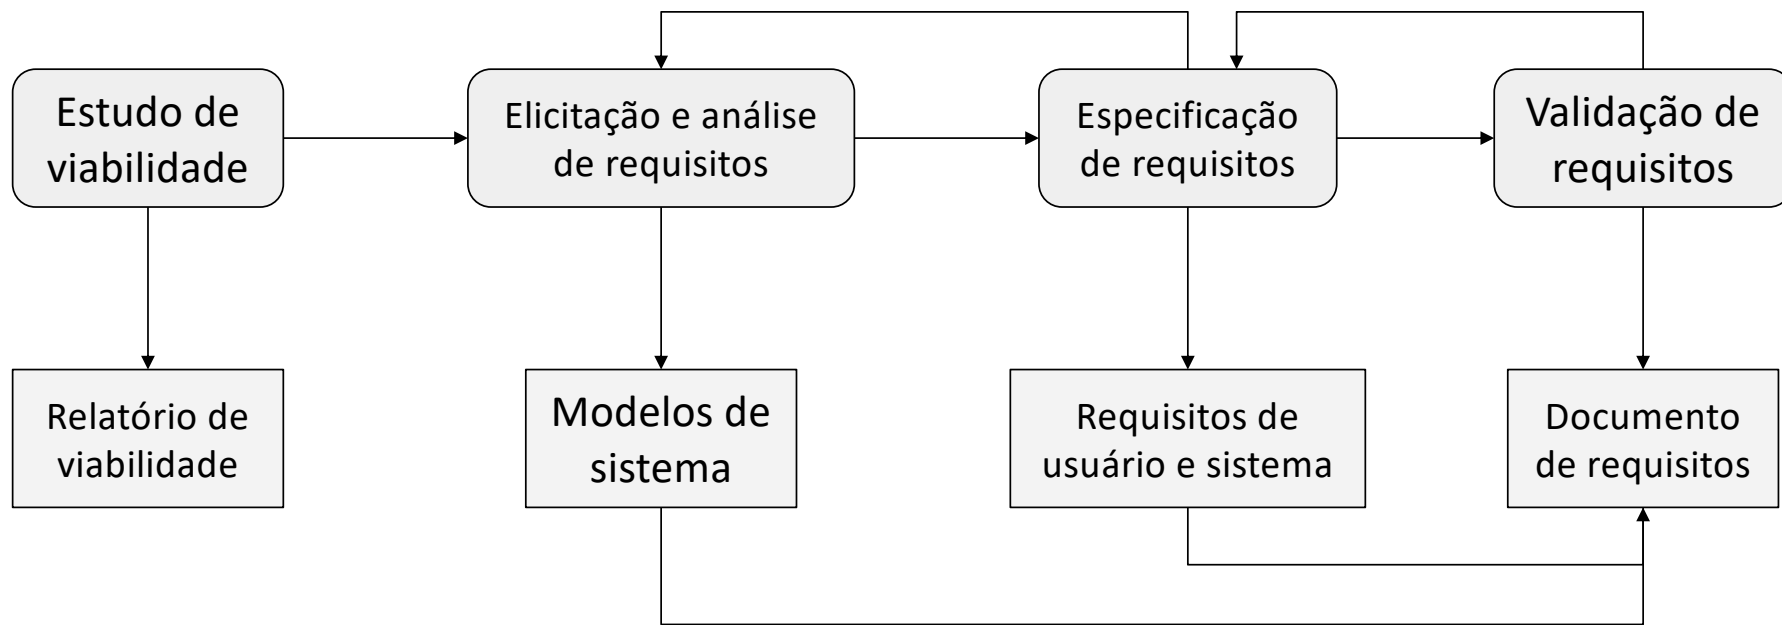 Estudo de
viabilidade
Elicitação e análise
de requisitos
Especificação
de requisitos
Validação de
requisitos
Relatório de
viabilidade
Modelos de
sistema
Requisitos de
usuário e sistema
Documento
de requisitos